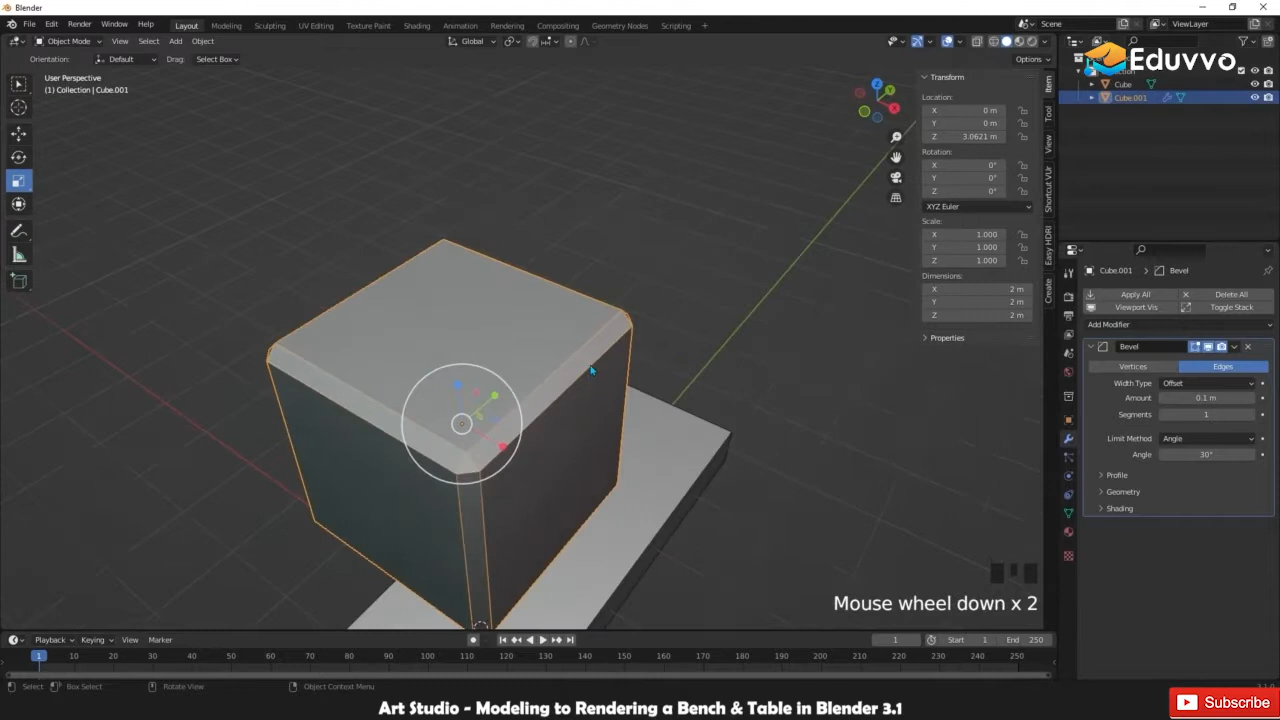 Blender
File Edit Render Window Help Layout Modeling Sculpting UV Editing Texture Paint Shading Animation Rendering Compositing Geometry Nodes Scripting + Scene ViewLayer
Object Mode View Select Add Object Global
Orientation: Default Drag: Select Box Options
Eduvvo
User Perspective
(1) Collection | Cube.001
Transform
Location:
X 0 m
Y 0 m
Z 3.0621 m
Rotation:
X 0°
Y 0°
Z 0°
XYZ Euler
Scale:
X 1.000
Y 1.000
Z 1.000
Dimensions:
X 2 m
Y 2 m
Z 2 m
Properties
Item
Tool
View
Shortcut VUr
Easy HDRI
Create
Cube
Cube.001
Cube.001 > Bevel
Apply All Delete All
Viewport Vis Toggle Stack
Add Modifier
Bevel
Vertices Edges
Width Type Offset
Amount 0.1 m
Segments 1
Limit Method Angle
Angle 30°
Profile
Geometry
Shading
Mouse wheel down x 2
Playback Keying View Marker 1 Start 1 End 250
1 10 20 30 40 50 60 70 80 90 100 110 120 130 140 150 160 170 180 190 200 210 220 230 240 250
Select Box Select Rotate View Object Context Menu
Art Studio - Modeling to Rendering a Bench & Table in Blender 3.1
Subscribe